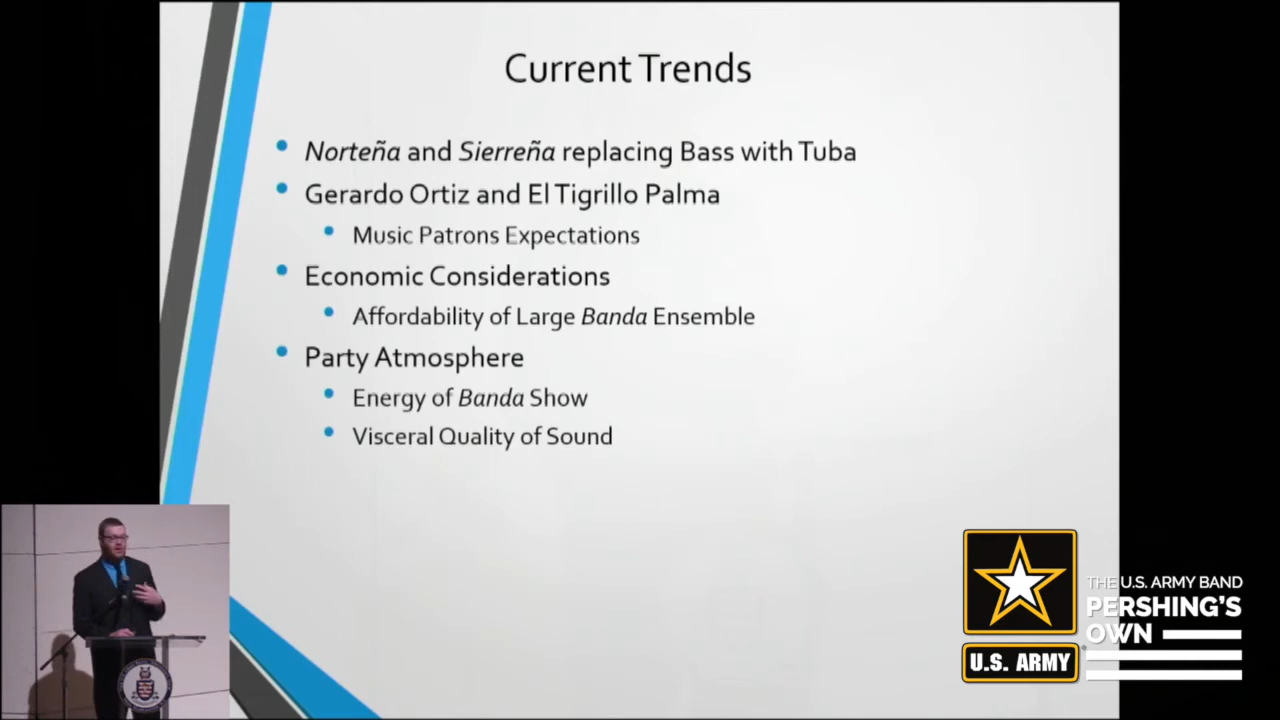 Current Trends
Norteña and Sierreña replacing Bass with Tuba
Gerardo Ortiz and El Tigrillo Palma
Music Patrons Expectations
Economic Considerations
Affordability of Large Banda Ensemble
Party Atmosphere
Energy of Banda Show
Visceral Quality of Sound
THE U.S. ARMY BAND
PERSHING'S
OWN
U.S. ARMY